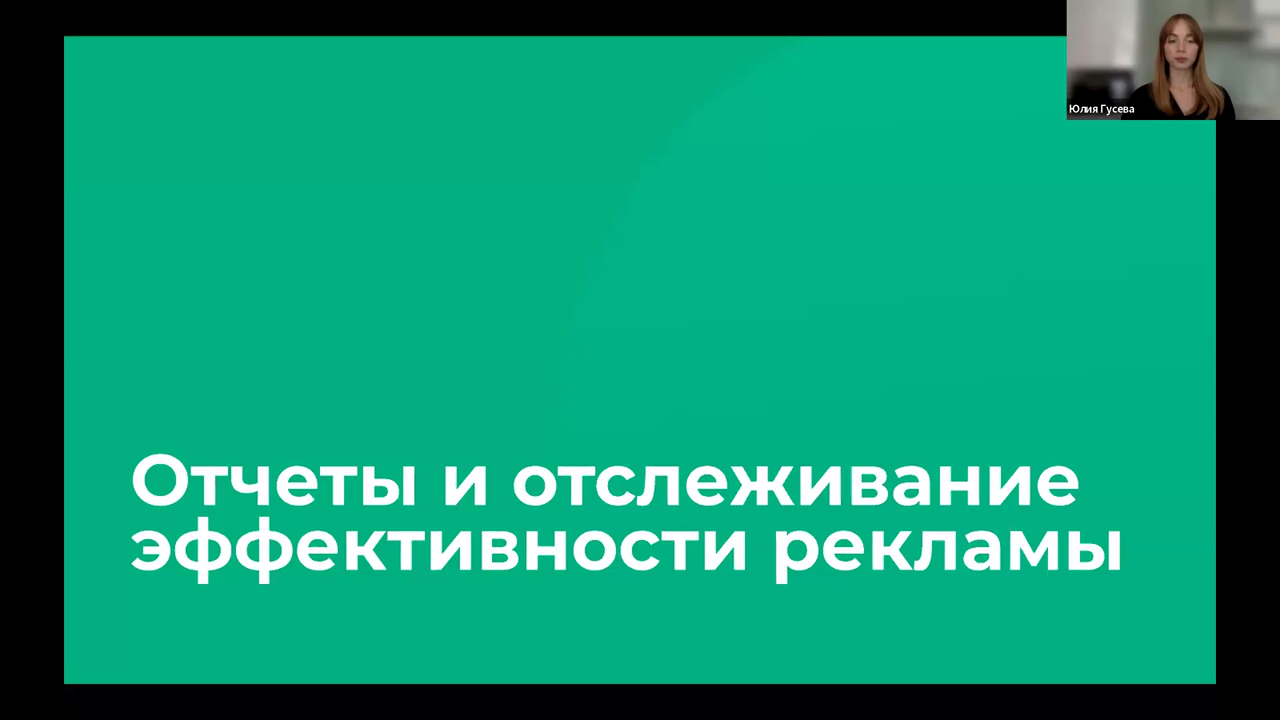 Юлия Гусева
Отчеты и отслеживание
эффективности рекламы